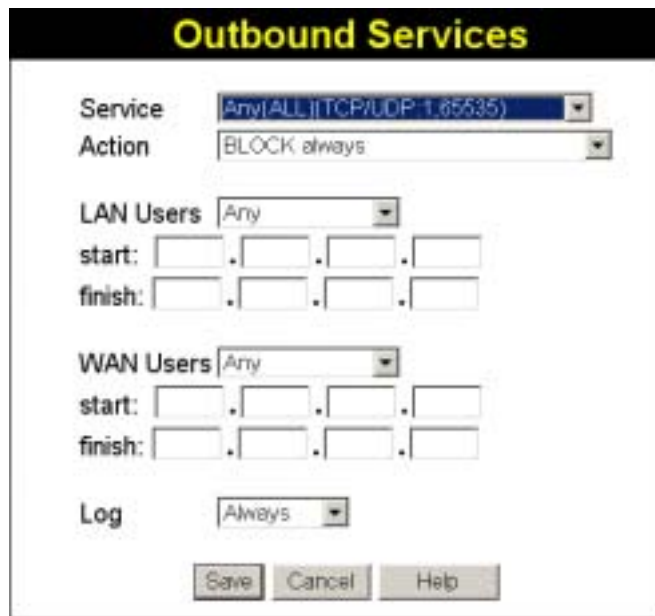 Outbound Services
Service Any(ALL)(TCP/UDP:1,65535)
Action BLOCK always
LAN Users Any
start: . . .
finish: . . .
WAN Users Any
start: . . .
finish: . . .
Log Always
Save Cancel Help